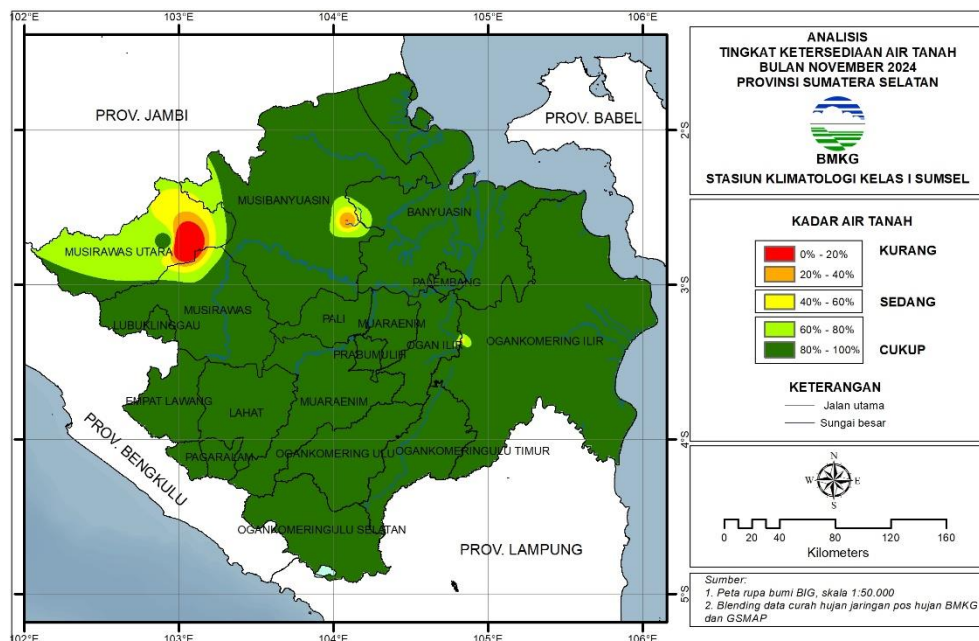 102°E 103°E 104°E 105°E 106°E
PROV. JAMBI
PROV. BABEL
2°S
MUSIBANYUASIN
BANYUASIN
MUSIRAWAS UTARA
PALEMBANG
3°S
MUSIRAWAS
PALI
MUARAENIM
LUBUKLINGGAU
OGAN ILIR
OGANKOMERING ILIR
PRABUMULIH
EMPAT LAWANG
LAHAT
MUARAENIM
PROV. BENGKULU
4°S
PAGARALAM
OGANKOMERING ULU
OGANKOMERINGULU TIMUR
OGANKOMERINGULU SELATAN
PROV. LAMPUNG
5°S
102°E 103°E 104°E 105°E 106°E
ANALISIS
TINGKAT KETERSEDIAAN AIR TANAH
BULAN NOVEMBER 2024
PROVINSI SUMATERA SELATAN
BMKG
STASIUN KLIMATOLOGI KELAS I SUMSEL
KADAR AIR TANAH
0% - 20% KURANG
20% - 40%
40% - 60% SEDANG
60% - 80%
80% - 100% CUKUP
KETERANGAN
Jalan utama
Sungai besar
N
W E
S
0 20 40 80 120 160
Kilometers
Sumber:
1. Peta rupa bumi BIG, skala 1:50.000
2. Blending data curah hujan jaringan pos hujan BMKG
dan GSMAP